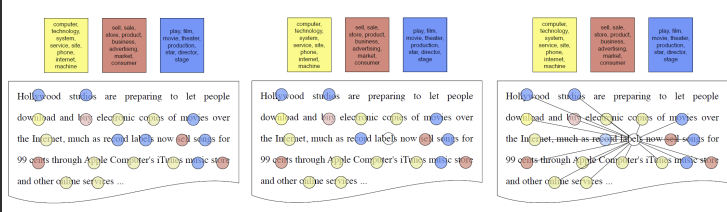 computer,
technology,
system,
service, site,
phone,
internet,
machine
sell, sale,
store, product,
business,
advertising,
market,
consumer
play, film,
movie, theater,
production,
star, director,
stage
Hollywood studios are preparing to let people
download and buy electronic copies of movies over
the Internet, much as record labels now sell songs for
99 cents through Apple Computer's iTunes music store
and other online services ...
computer,
technology,
system,
service, site,
phone,
internet,
machine
sell, sale,
store, product,
business,
advertising,
market,
consumer
play, film,
movie, theater,
production,
star, director,
stage
Hollywood studios are preparing to let people
download and buy electronic copies of movies over
the Internet, much as record labels now sell songs for
99 cents through Apple Computer's iTunes music store
and other online services ...
computer,
technology,
system,
service, site,
phone,
internet,
machine
sell, sale,
store, product,
business,
advertising,
market,
consumer
play, film,
movie, theater,
production,
star, director,
stage
Hollywood studios are preparing to let people
download and buy electronic copies of movies over
the Internet, much as record labels now sell songs for
99 cents through Apple Computer's iTunes music store
and other online services ...